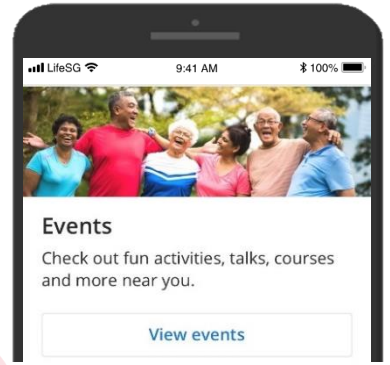 LifeSG 9:41 AM 100%
Events
Check out fun activities, talks, courses
and more near you.
View events